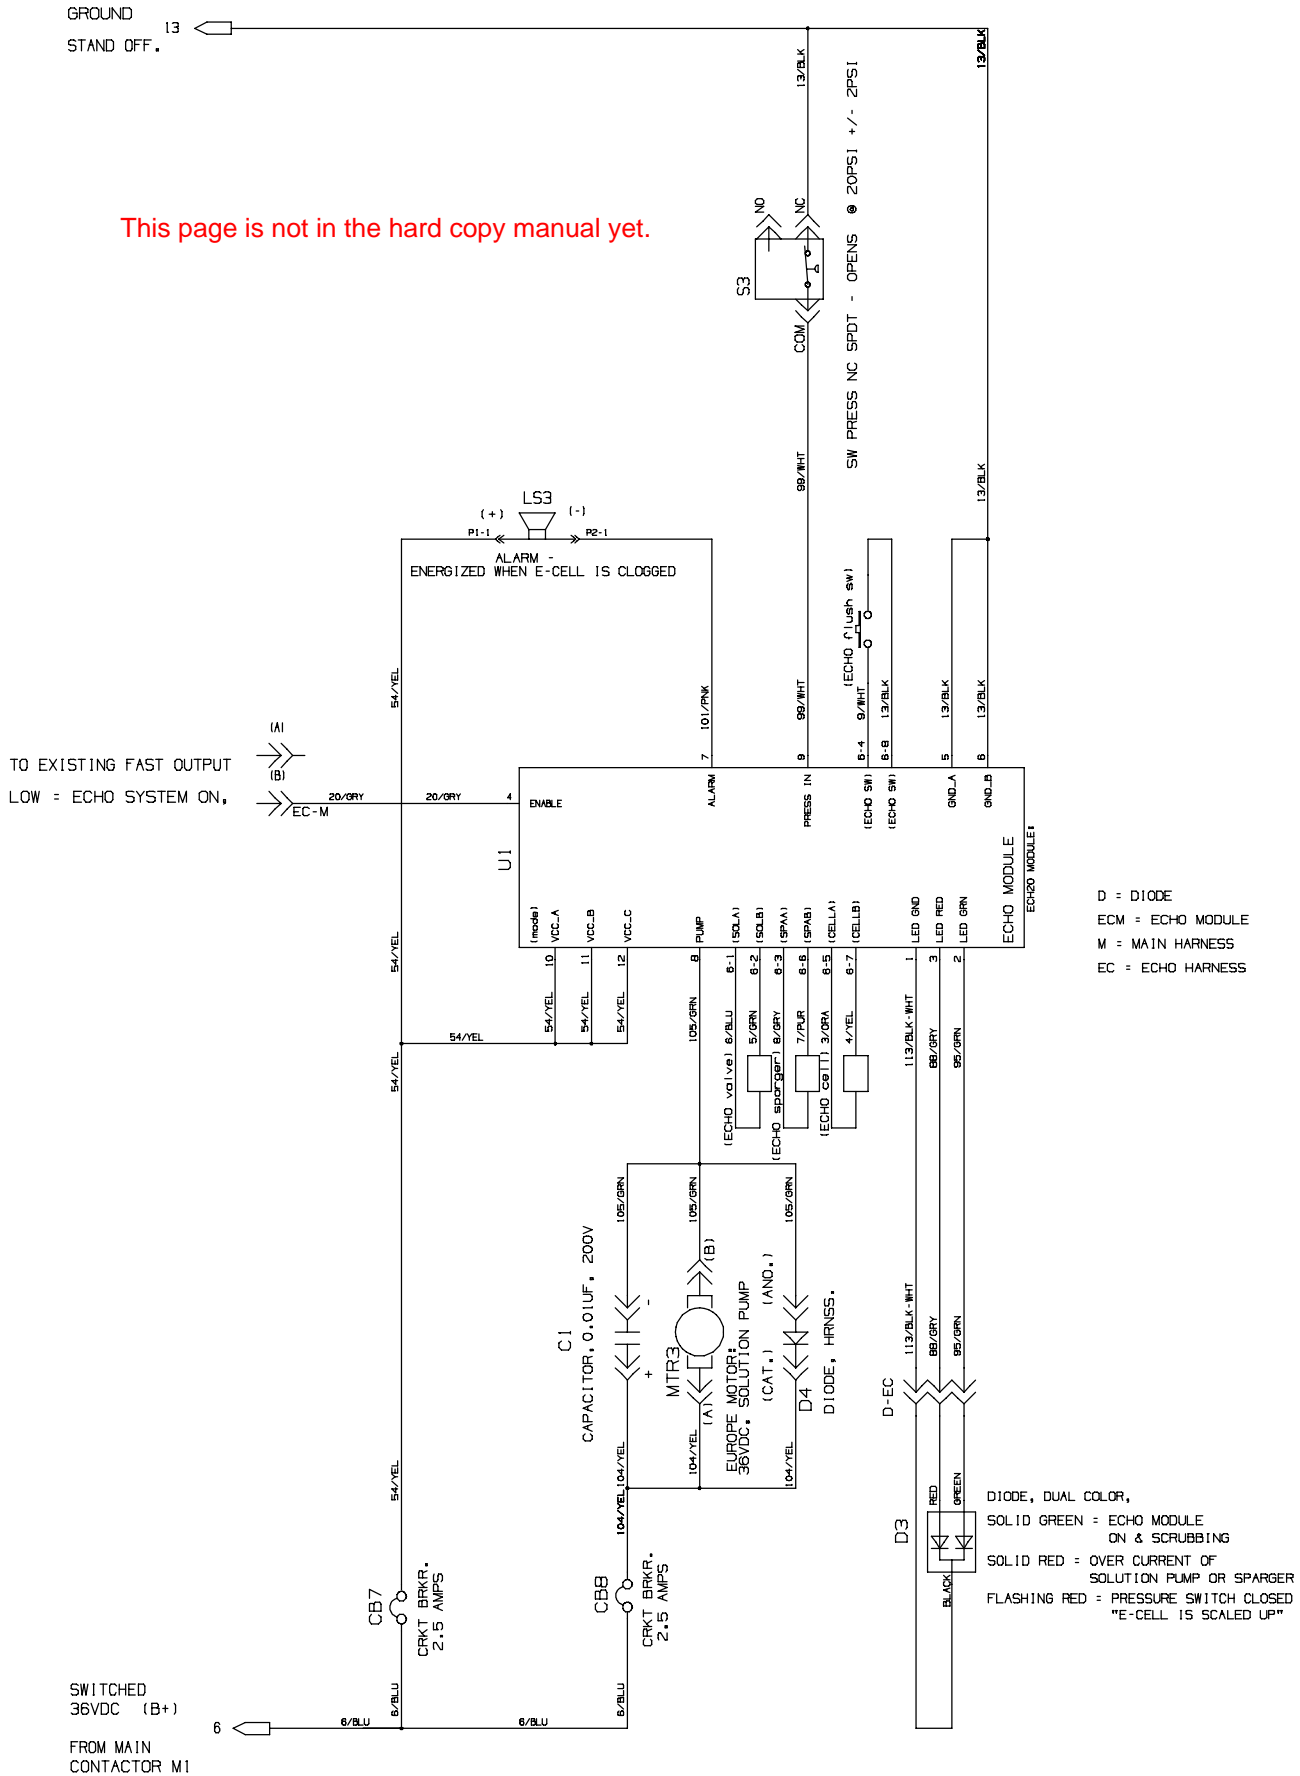 GROUND
13
STAND OFF.
13/BLK
13/BLK
This page is not in the hard copy manual yet.
NO
NC
S3
COM
SW PRESS NC SPDT - OPENS @ 20PSI +/- 2PSI
99/WHT
13/BLK
LS3
(+)
(-)
P1-1
P2-1
ALARM -
ENERGIZED WHEN E-CELL IS CLOGGED
(ECHO flush sw)
54/YEL
101/PNK
99/WHT
9/WHT
13/BLK
13/BLK
13/BLK
(A)
(B)
TO EXISTING FAST OUTPUT
LOW = ECHO SYSTEM ON,
EC-M
20/GRY
20/GRY
4
7
9
6-4
6-8
5
6
ENABLE
ALARM
PRESS IN
(ECHO SW)
(ECHO SW)
GND_A
GND_B
U1
ECHO MODULE
ECH2O MODULE:
(mode)
VCC_A
VCC_B
VCC_C
PUMP
(SOLA)
(SOLB)
(SPAA)
(SPAB)
(CELLA)
(CELLB)
LED GND
LED RED
LED GRN
10
11
12
8
6-1
6-2
6-3
6-6
6-5
6-7
1
3
2
D = DIODE
ECM = ECHO MODULE
M = MAIN HARNESS
EC = ECHO HARNESS
54/YEL
54/YEL
54/YEL
54/YEL
54/YEL
54/YEL
105/GRN
(ECHO valve) 6/BLU
5/GRN
(ECHO sparger) 8/GRY
7/PUR
(ECHO cell) 3/ORA
4/YEL
113/BLK-WHT
88/GRY
95/GRN
105/GRN
105/GRN
105/GRN
C1
CAPACITOR, 0.01UF, 200V
-
+
MTR3
(B)
(A)
EUROPE MOTOR:
36VDC. SOLUTION PUMP
(AND.)
(CAT.)
D4
DIODE, HRNSS.
113/BLK-WHT
88/GRY
95/GRN
D-EC
104/YEL
104/YEL
104/YEL
104/YEL
54/YEL
RED
GREEN
D3
BLACK
DIODE, DUAL COLOR,
SOLID GREEN = ECHO MODULE
ON & SCRUBBING
SOLID RED = OVER CURRENT OF
SOLUTION PUMP OR SPARGER
FLASHING RED = PRESSURE SWITCH CLOSED
"E-CELL IS SCALED UP"
CB7
CRKT BRKR.
2.5 AMPS
CB8
CRKT BRKR.
2.5 AMPS
6/BLU
6/BLU
SWITCHED
36VDC (B+)
6
6/BLU
6/BLU
FROM MAIN
CONTACTOR M1